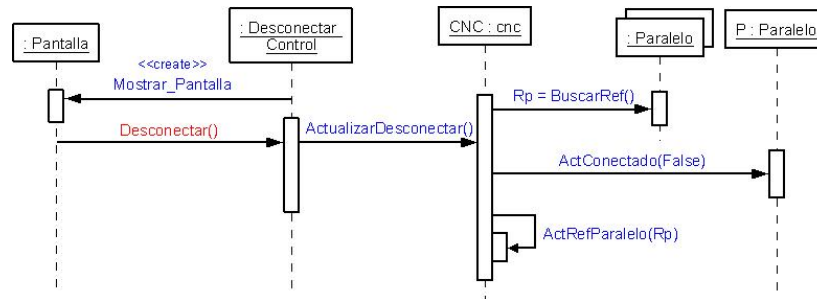 : Pantalla
: Desconectar
Control
CNC : cnc
: Paralelo
P : Paralelo
<<create>>
Mostrar_Pantalla
Rp = BuscarRef()
Desconectar()
ActualizarDesconectar()
ActConectado(False)
ActRefParalelo(Rp)